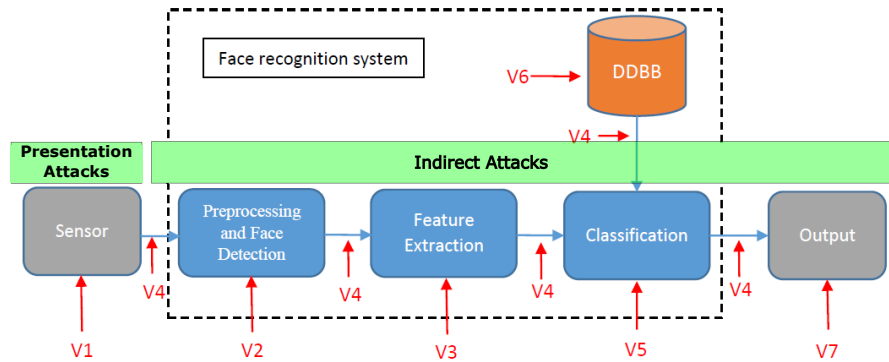 Face recognition system
DDBB
V6
V4
Presentation
Attacks
Indirect Attacks
Sensor
Preprocessing
and Face
Detection
Feature
Extraction
Classification
Output
V4
V4
V4
V4
V1
V2
V3
V5
V7